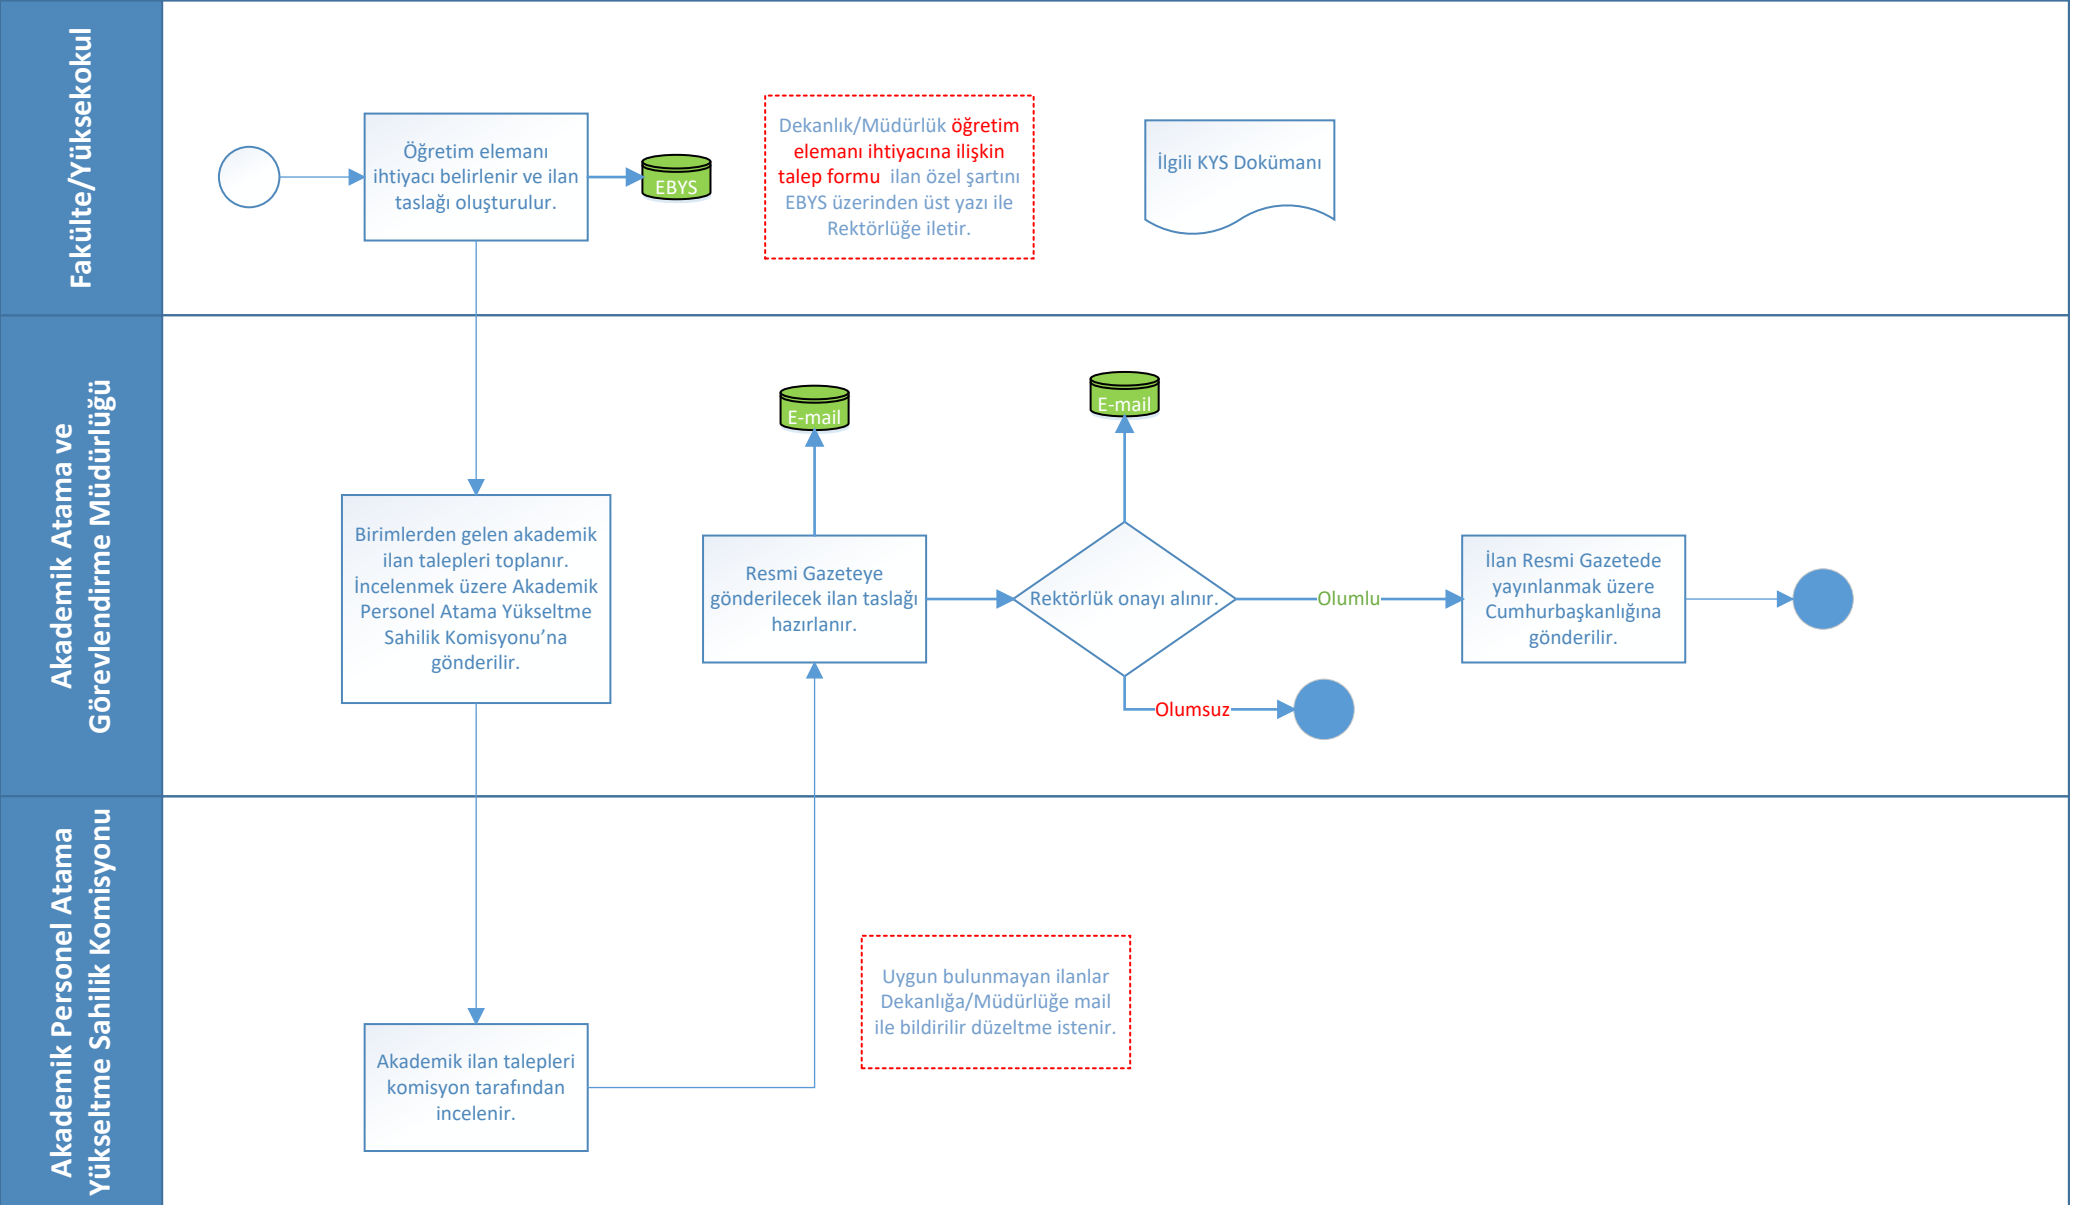 Fakülte/Yüksekokul
Öğretim elemanı
ihtiyacı belirlenir ve ilan
taslağı oluşturulur.
EBYS
Dekanlık/Müdürlük öğretim
elemanı ihtiyacına ilişkin
talep formu ilan özel şartını
EBYS üzerinden üst yazı ile
Rektörlüğe iletir.
İlgili KYS Dokümanı
Akademik Atama ve
Görevlendirme Müdürlüğü
Birimlerden gelen akademik
ilan talepleri toplanır.
İncelenmek üzere Akademik
Personel Atama Yükseltme
Sahilik Komisyonu’na
gönderilir.
E-mail
Resmi Gazeteye
gönderilecek ilan taslağı
hazırlanır.
E-mail
Rektörlük onayı alınır.
Olumlu
Olumsuz
İlan Resmi Gazetede
yayınlanmak üzere
Cumhurbaşkanlığına
gönderilir.
Akademik Personel Atama
Yükseltme Sahilik Komisyonu
Akademik ilan talepleri
komisyon tarafından
incelenir.
Uygun bulunmayan ilanlar
Dekanlığa/Müdürlüğe mail
ile bildirilir düzeltme istenir.